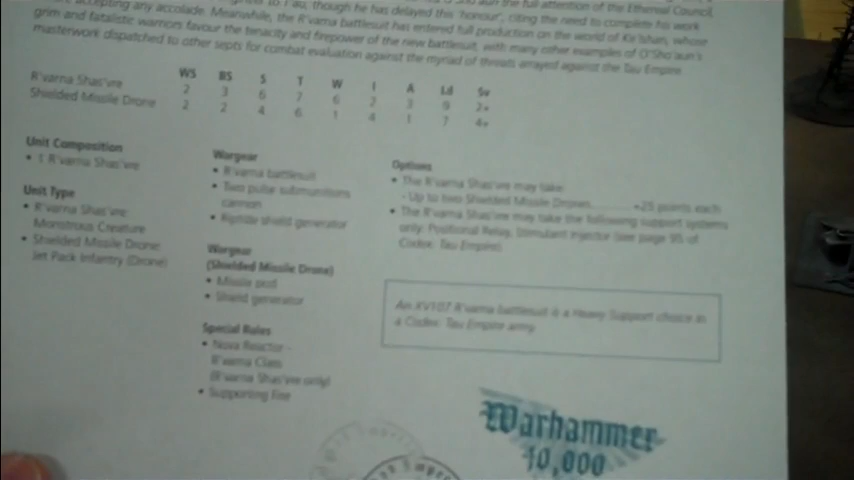 accepting any accolade. Meanwhile, the R'varna battlesuit has entered full production on the world of Ke'lshan, whose
grim and fatalistic warriors favour the tenacity and firepower of the new battlesuit, with many other examples of O'Sho'aun's
masterwork dispatched to other septs for combat evaluation against the myriad of threats arrayed against the Tau Empire.
WS BS S T W I A Ld Sv
R'varna Shas'vre 2 3 6 7 6 2 3 9 2+
Shielded Missile Drone 2 2 4 6 1 4 1 7 4+
Unit Composition
• 1 R'varna Shas'vre
Unit Type
• R'varna Shas'vre:
Monstrous Creature
• Shielded Missile Drone:
Jet Pack Infantry (Drone)
Wargear
• R'varna battlesuit
• Two pulse submunitions
cannon
• Riptide shield generator
Wargear
(Shielded Missile Drone)
• Missile pod
• Shield generator
Special Rules
• Nova Reactor -
R'varna Class
(R'varna Shas'vre only)
• Supporting Fire
Options
• The R'varna Shas'vre may take:
- Up to two Shielded Missile Drones..........+25 points each
• The R'varna Shas'vre may take the following support systems
only: Positional Relay, Stimulant Injector (see page 95 of
Codex: Tau Empire)
An XV107 R'varna battlesuit is a Heavy Support choice in
a Codex: Tau Empire army.
Warhammer
40,000